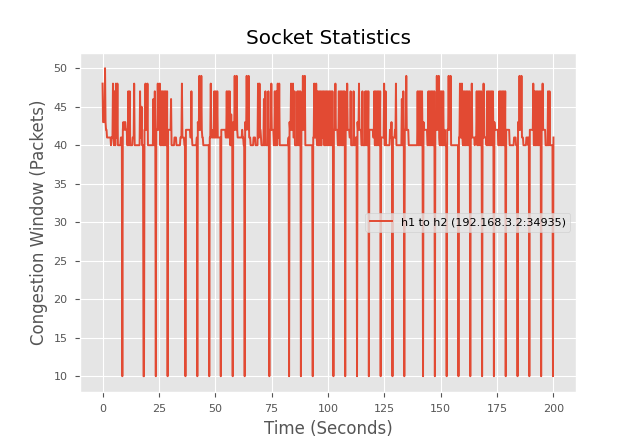 Socket Statistics
Congestion Window (Packets)
50
45
40
35
30
25
20
15
10
h1 to h2 (192.168.3.2:34935)
0 25 50 75 100 125 150 175 200
Time (Seconds)